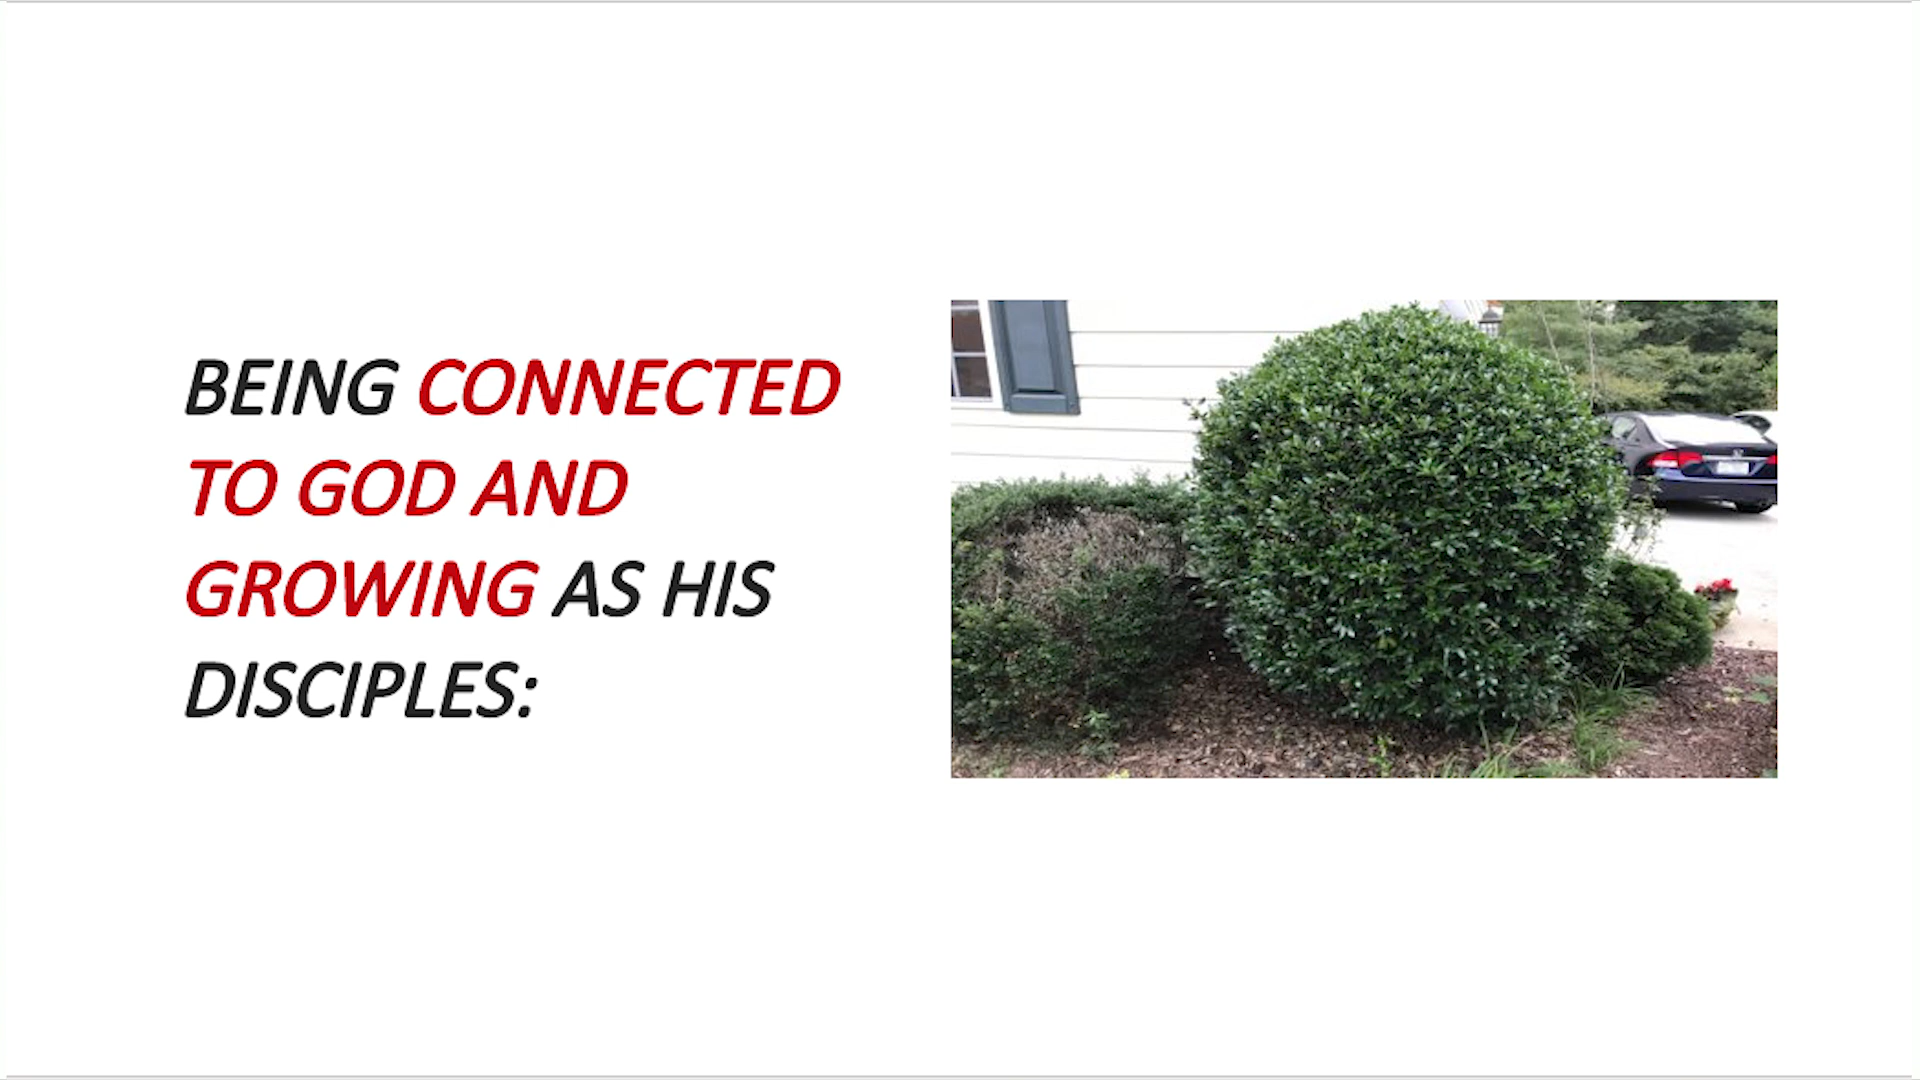 BEING CONNECTED
TO GOD AND
GROWING AS HIS
DISCIPLES: